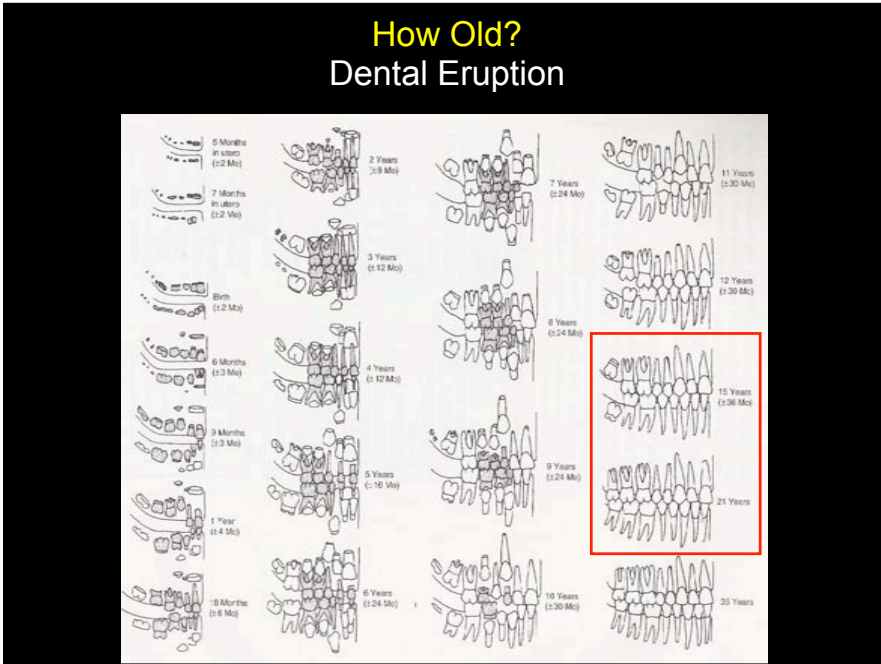 How Old?
Dental Eruption
5 Months
in utero
(±2 Mo)
7 Months
in utero
(±2 Mo)
Birth
(±2 Mo)
6 Months
(±3 Mo)
9 Months
(±3 Mo)
1 Year
(±4 Mo)
18 Months
(±6 Mo)
2 Years
(±8 Mo)
3 Years
(±12 Mo)
4 Years
(±12 Mo)
5 Years
(±16 Mo)
6 Years
(±24 Mo)
7 Years
(±24 Mo)
8 Years
(±24 Mo)
9 Years
(±24 Mo)
10 Years
(±30 Mo)
11 Years
(±30 Mo)
12 Years
(±30 Mo)
15 Years
(±36 Mo)
21 Years
35 Years